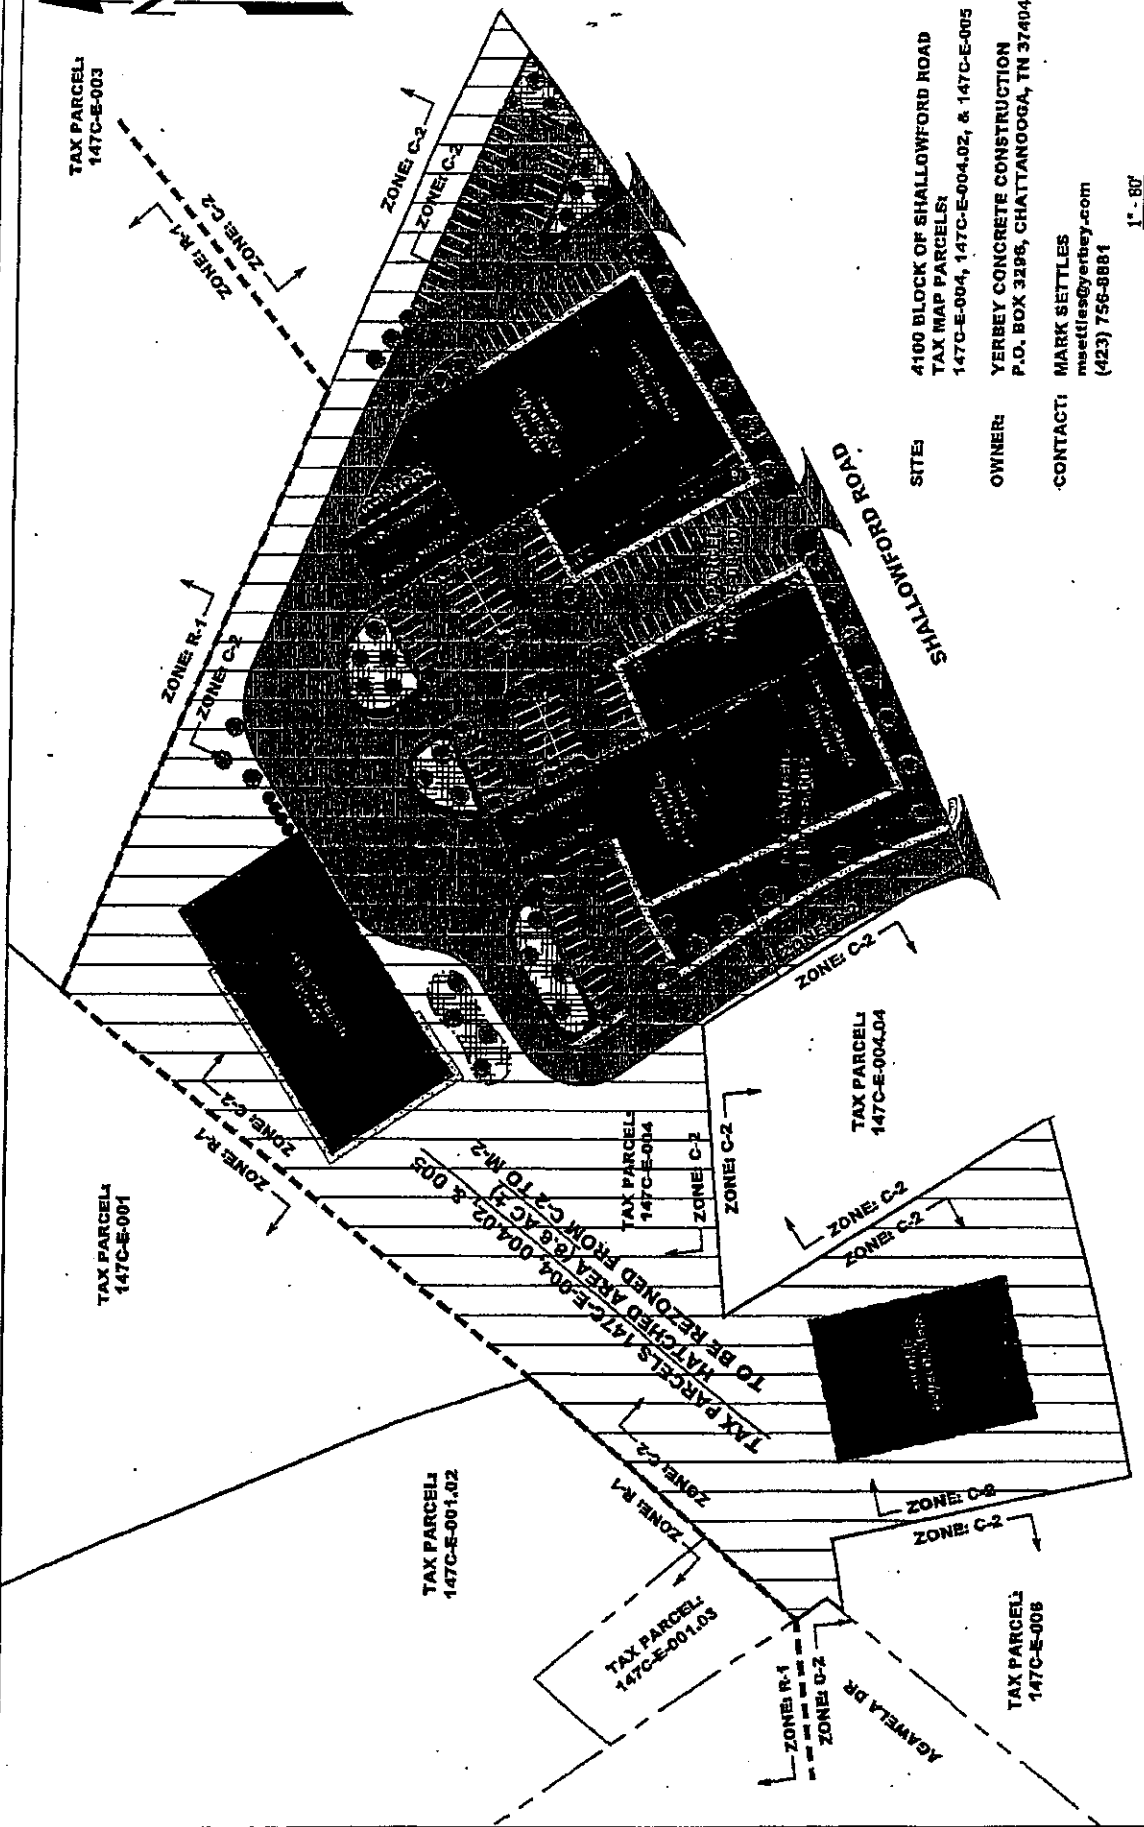 TAX PARCEL:
147C-E-003
ZONE: R-1
ZONE: C-2
ZONE: C-2
ZONE: C-2
ZONE: R-1
ZONE: C-2
TAX PARCEL:
147C-E-001
ZONE: R-1
ZONE: C-2
TAX PARCEL:
147C-E-001.02
ZONE: R-1
ZONE: C-2
TAX PARCEL:
147C-E-001.03
ZONE: R-1
ZONE: C-2
AGAWELA DR
TAX PARCEL:
147C-E-006
ZONE: C-2
ZONE: C-2
ZONE: C-2
ZONE: C-2
TAX PARCELS 147C-E-004, 004.02, & 005
HATCHED AREA (8.6 AC ±)
TO BE REZONED FROM C-2 TO M-2
TAX PARCEL:
147C-E-004
ZONE: C-2
ZONE: C-2
TAX PARCEL:
147C-E-004.04
ZONE: C-2
SHALLOWFORD ROAD
SITE: 4100 BLOCK OF SHALLOWFORD ROAD
TAX MAP PARCELS:
147C-E-004, 147C-E-004.02, & 147C-E-005
OWNER: YERBEY CONCRETE CONSTRUCTION
P.O. BOX 3296, CHATTANOOGA, TN 37404
CONTACT: MARK SETTLES
msettles@yerbey.com
(423) 756-8881
1" - 80'